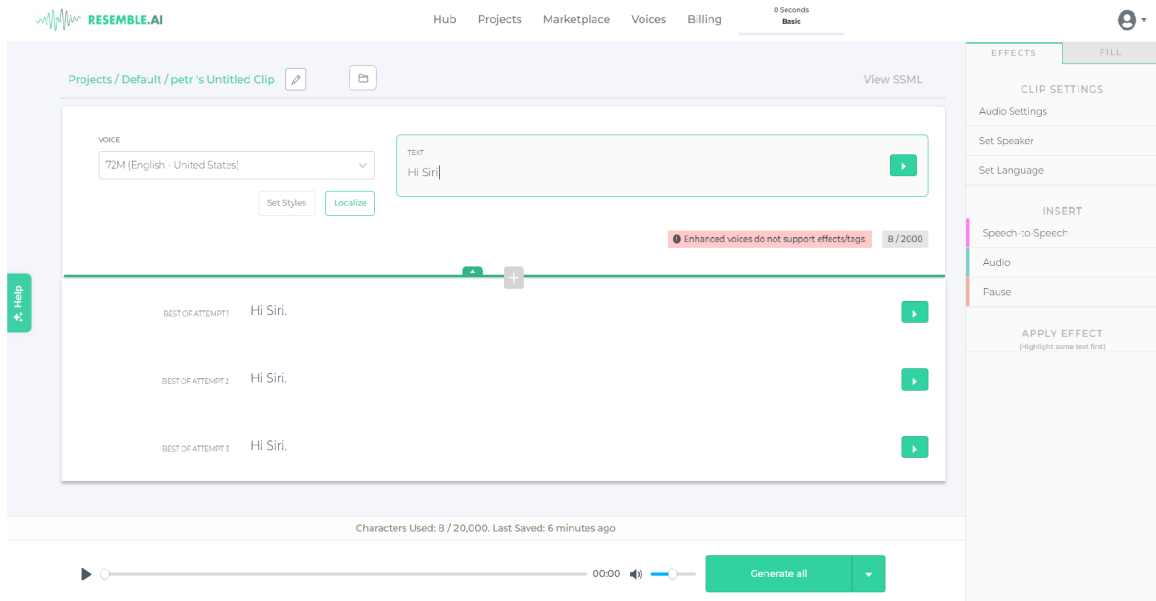 RESEMBLE.AI
Hub Projects Marketplace Voices Billing
0 Seconds
Basic
EFFECTS FILL
Projects / Default / petr 's Untitled Clip
View SSML
CLIP SETTINGS
Audio Settings
Set Speaker
Set Language
INSERT
Speech-to-Speech
Audio
Pause
APPLY EFFECT
(Highlight some text first)
VOICE
72M (English - United States)
Set Styles Localize
TEXT
Hi Siri
Enhanced voices do not support effects/tags 8 / 2000
Help
BEST OF ATTEMPT 1 Hi Siri.
BEST OF ATTEMPT 2 Hi Siri.
BEST OF ATTEMPT 3 Hi Siri.
Characters Used: 8 / 20,000. Last Saved: 6 minutes ago
00:00
Generate all